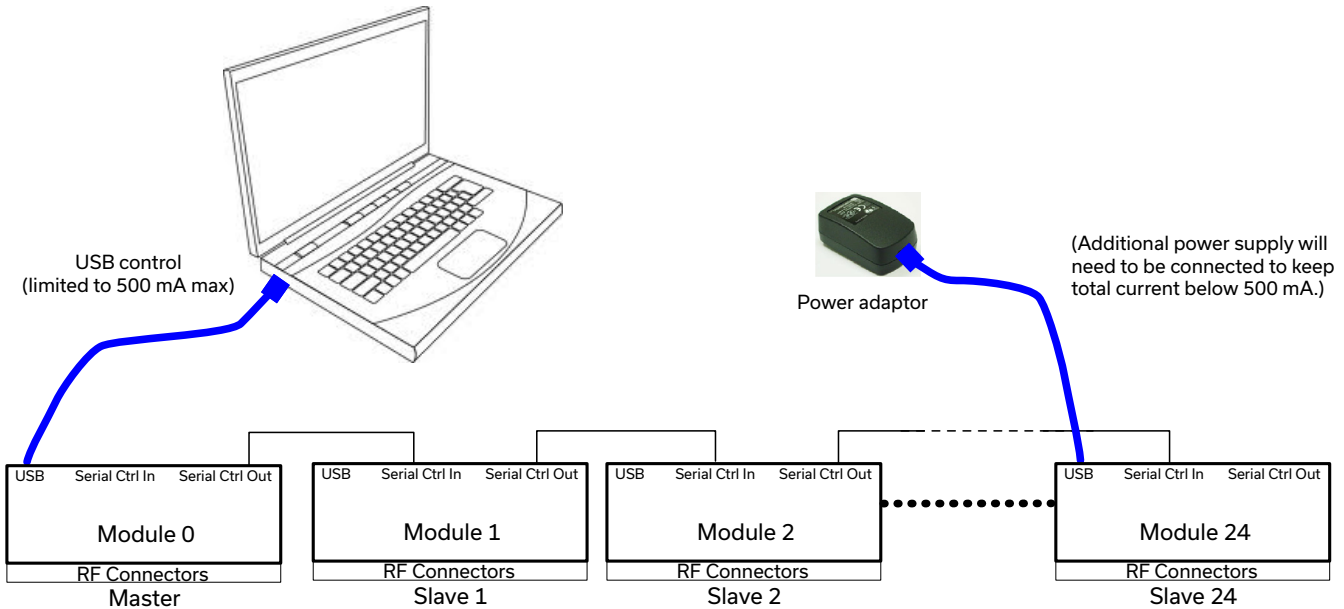 USB control
(limited to 500 mA max)
Power adaptor
(Additional power supply will
need to be connected to keep
total current below 500 mA.)
USB Serial Ctrl In Serial Ctrl Out
Module 0
RF Connectors
Master
USB Serial Ctrl In Serial Ctrl Out
Module 1
RF Connectors
Slave 1
USB Serial Ctrl In Serial Ctrl Out
Module 2
RF Connectors
Slave 2
USB Serial Ctrl In Serial Ctrl Out
Module 24
RF Connectors
Slave 24